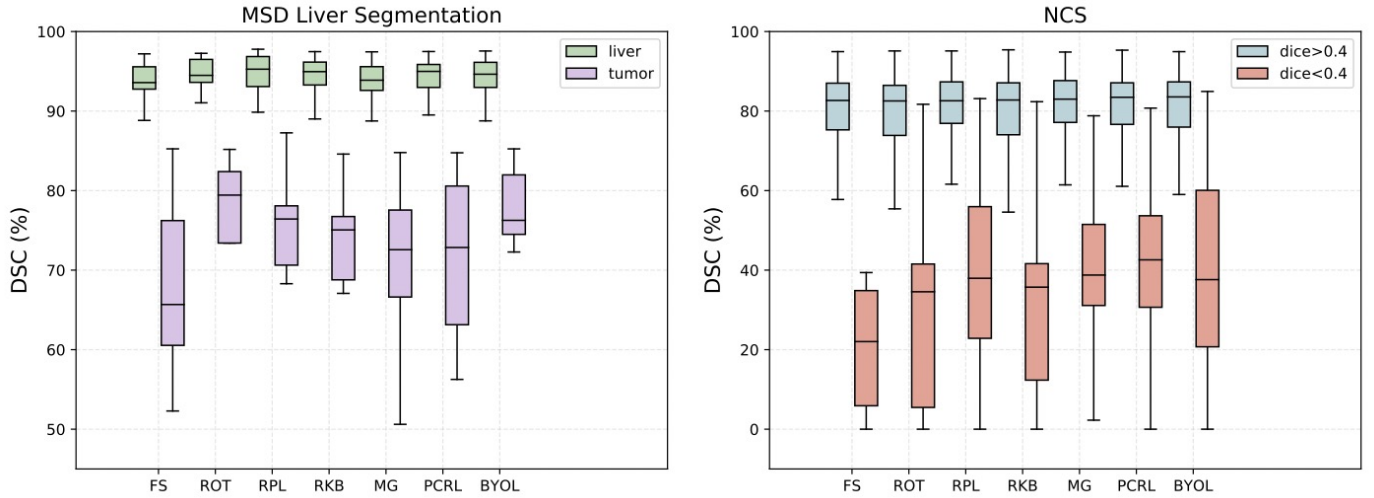 MSD Liver Segmentation
DSC (%)
100
90
80
70
60
50
liver
tumor
FS ROT RPL RKB MG PCRL BYOL
NCS
DSC (%)
100
80
60
40
20
0
dice>0.4
dice<0.4
FS ROT RPL RKB MG PCRL BYOL